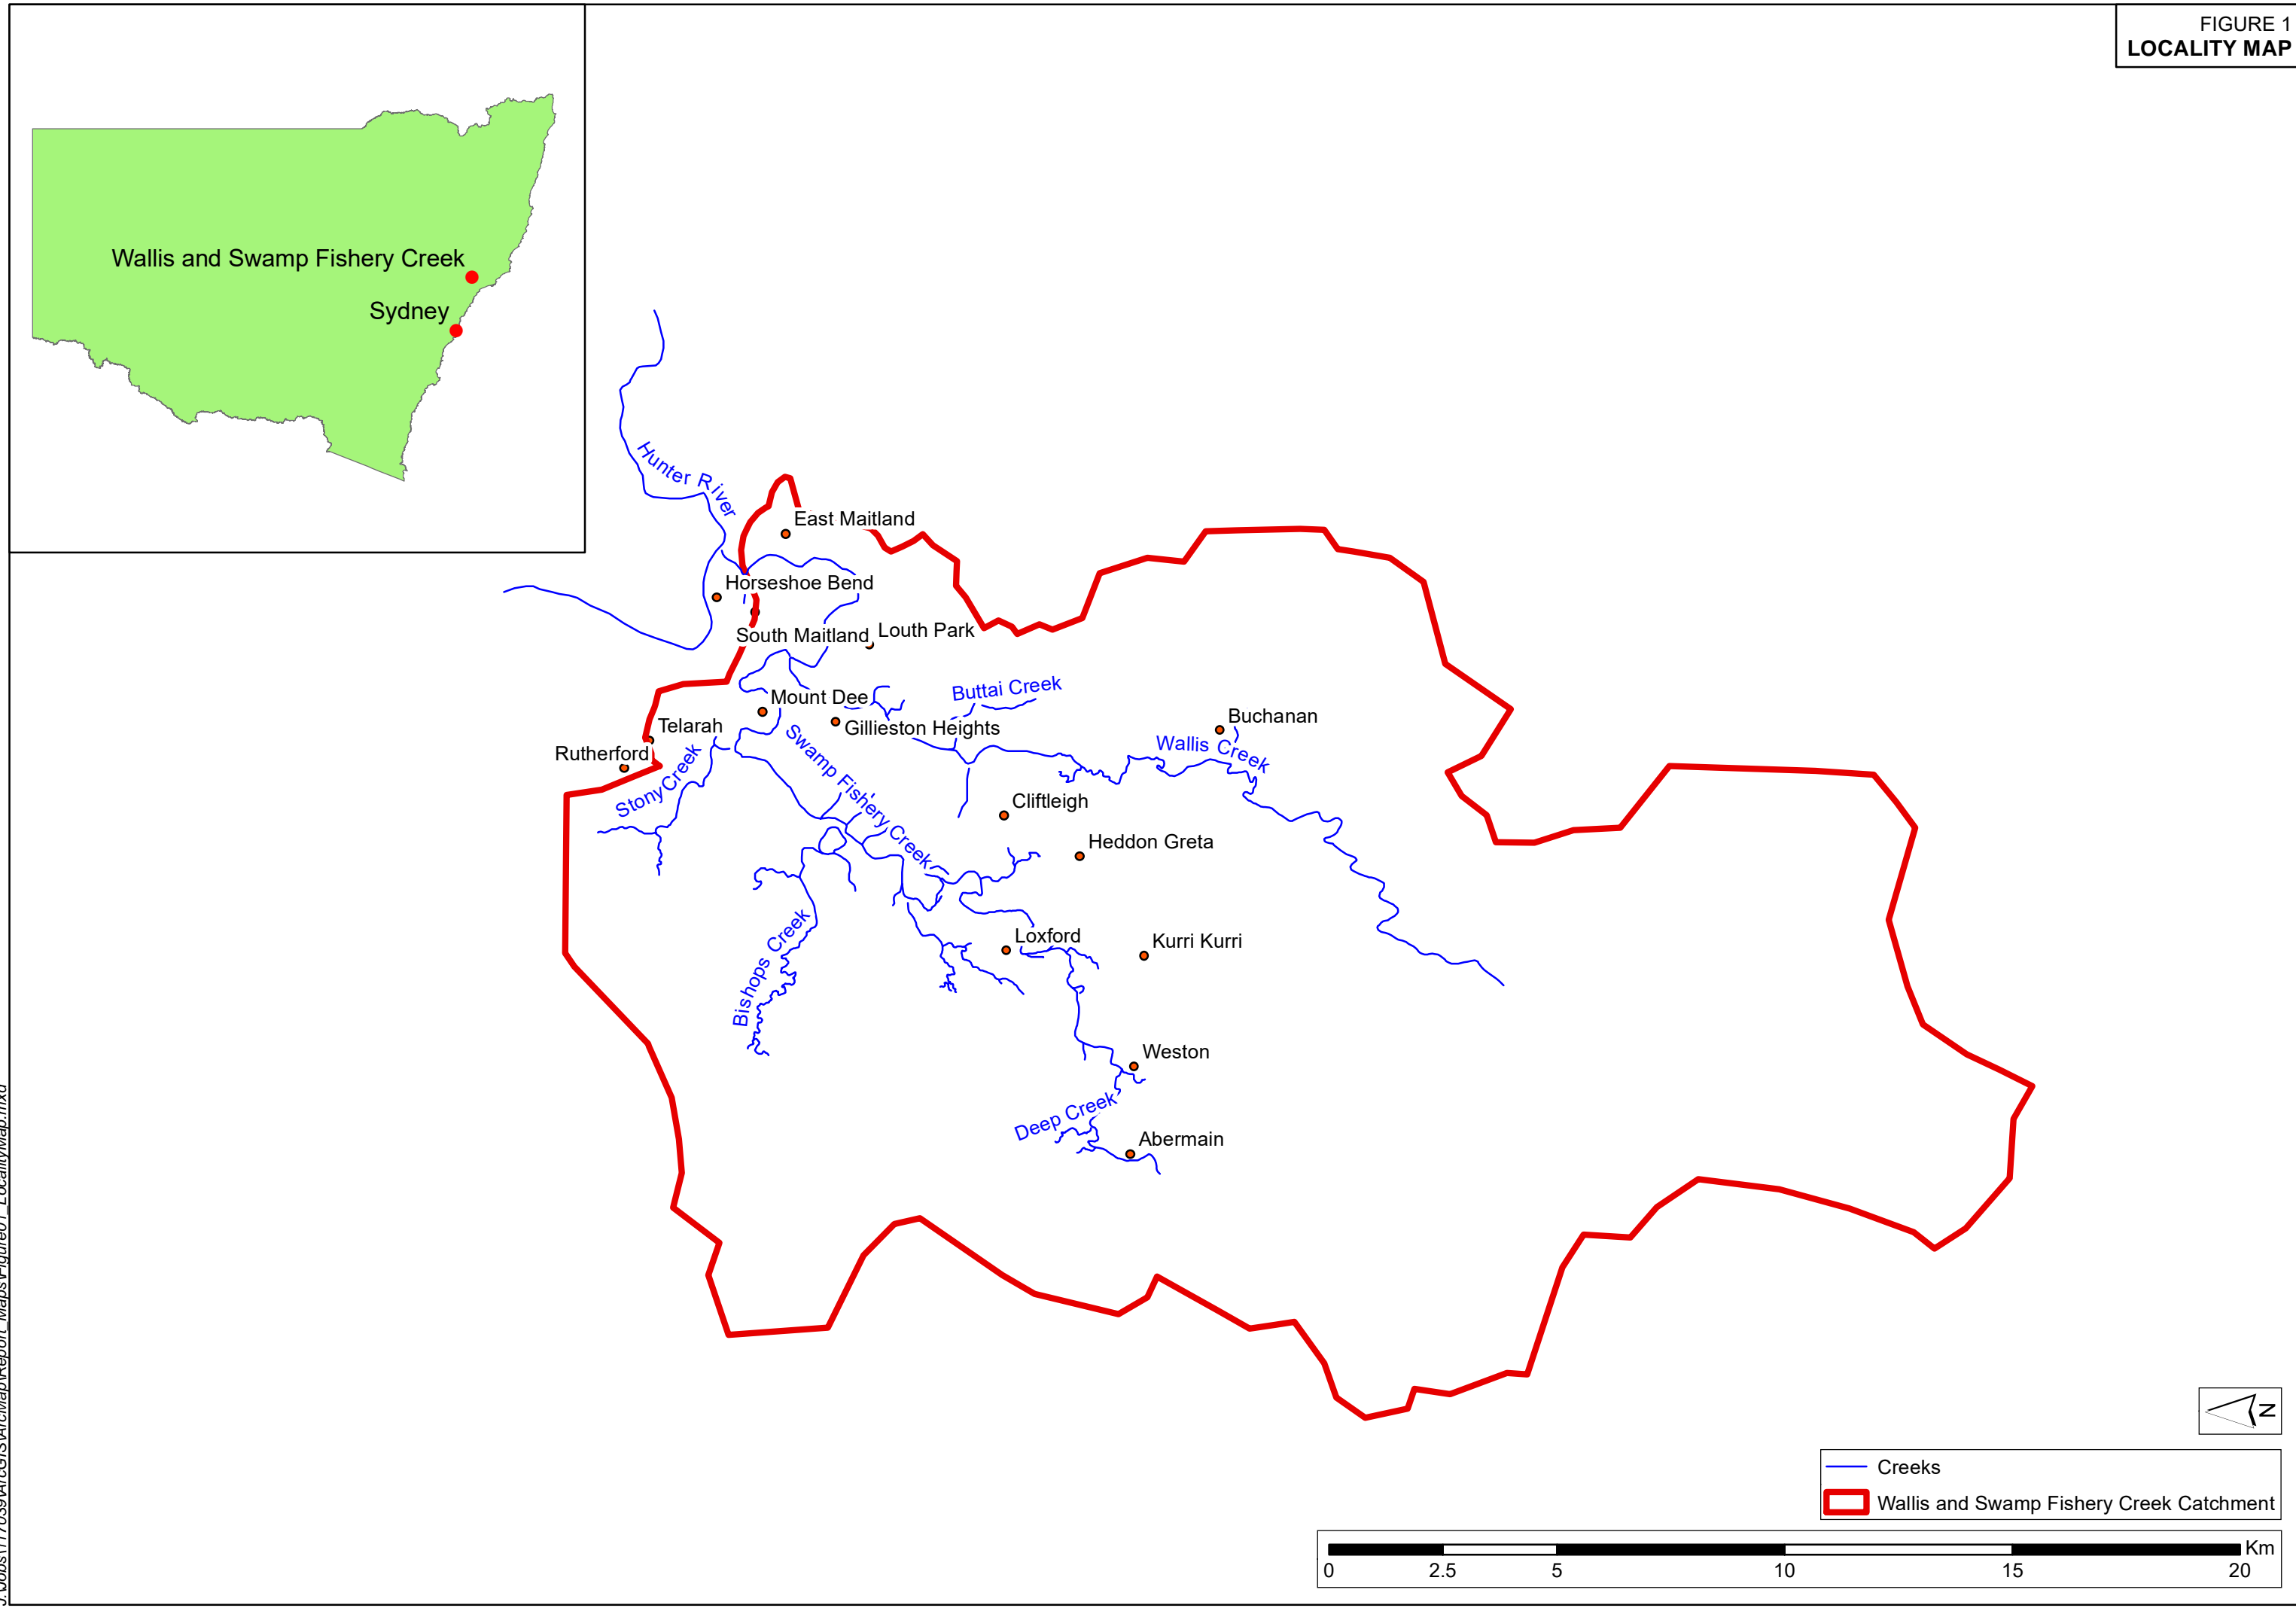 FIGURE 1
LOCALITY MAP
Wallis and Swamp Fishery Creek
Sydney
Hunter River
East Maitland
Horseshoe Bend
South Maitland
Louth Park
Buttai Creek
Mount Dee
Gillieston Heights
Buchanan
Telarah
Wallis Creek
Rutherford
Stony Creek
Swamp Fishery Creek
Cliftleigh
Heddon Greta
Bishops Creek
Loxford
Kurri Kurri
Weston
Deep Creek
Abermain
N
Creeks
Wallis and Swamp Fishery Creek Catchment
Km
0 2.5 5 10 15 20